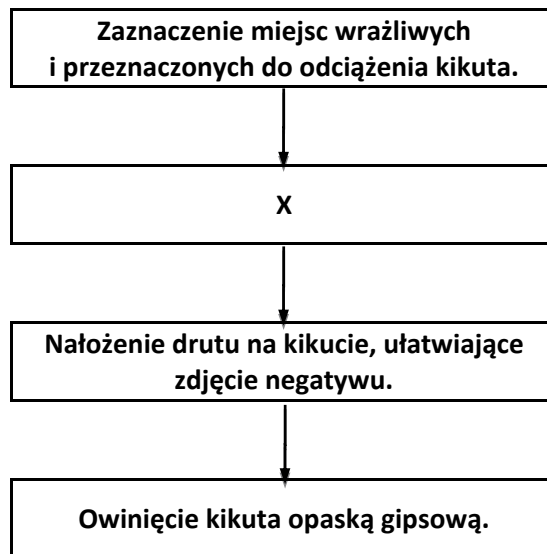 Zaznaczenie miejsc wrażliwych
i przeznaczonych do odciążenia kikuta.
X
Nałożenie drutu na kikucie, ułatwiające
zdjęcie negatywu.
Owinięcie kikuta opaską gipsową.